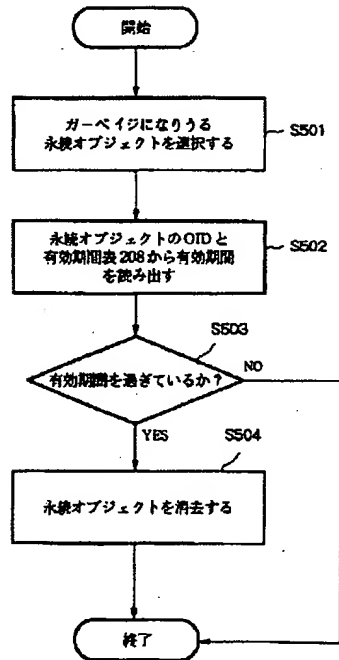 開始
ガーベイジになりうる
永続オブジェクトを選択する
S501
永続オブジェクトのOIDと
有効期間表208から有効期間
を読み出す
S502
S503
有効期間を過ぎているか?
NO
YES
S504
永続オブジェクトを消去する
終了